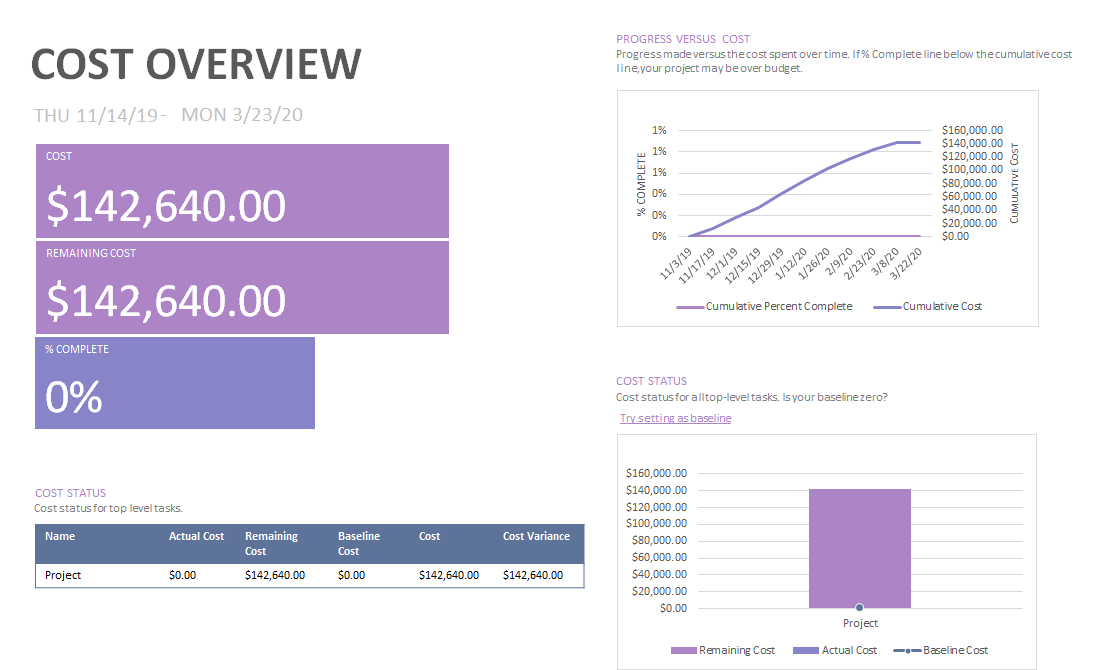 COST OVERVIEW
THU 11/14/19 - MON 3/23/20
COST
$142,640.00
REMAINING COST
$142,640.00
% COMPLETE
0%
COST STATUS
Cost status for top level tasks.
Name Actual Cost Remaining Cost Baseline Cost Cost Cost Variance
Project $0.00 $142,640.00 $0.00 $142,640.00 $142,640.00
PROGRESS VERSUS COST
Progress made versus the cost spent over time. If % Complete line below the cumulative cost
line,your project may be over budget.
% COMPLETE
1%
1%
1%
0%
0%
0%
$160,000.00
$140,000.00
$120,000.00
$100,000.00
$80,000.00
$60,000.00
$40,000.00
$20,000.00
$0.00
CUMULATIVE COST
11/3/19 11/17/19 12/1/19 12/15/19 12/29/19 1/12/20 1/26/20 2/9/20 2/23/20 3/8/20 3/22/20
Cumulative Percent Complete Cumulative Cost
COST STATUS
Cost status for all top-level tasks. Is your baseline zero?
Try setting as baseline
$160,000.00
$140,000.00
$120,000.00
$100,000.00
$80,000.00
$60,000.00
$40,000.00
$20,000.00
$0.00
Project
Remaining Cost Actual Cost Baseline Cost